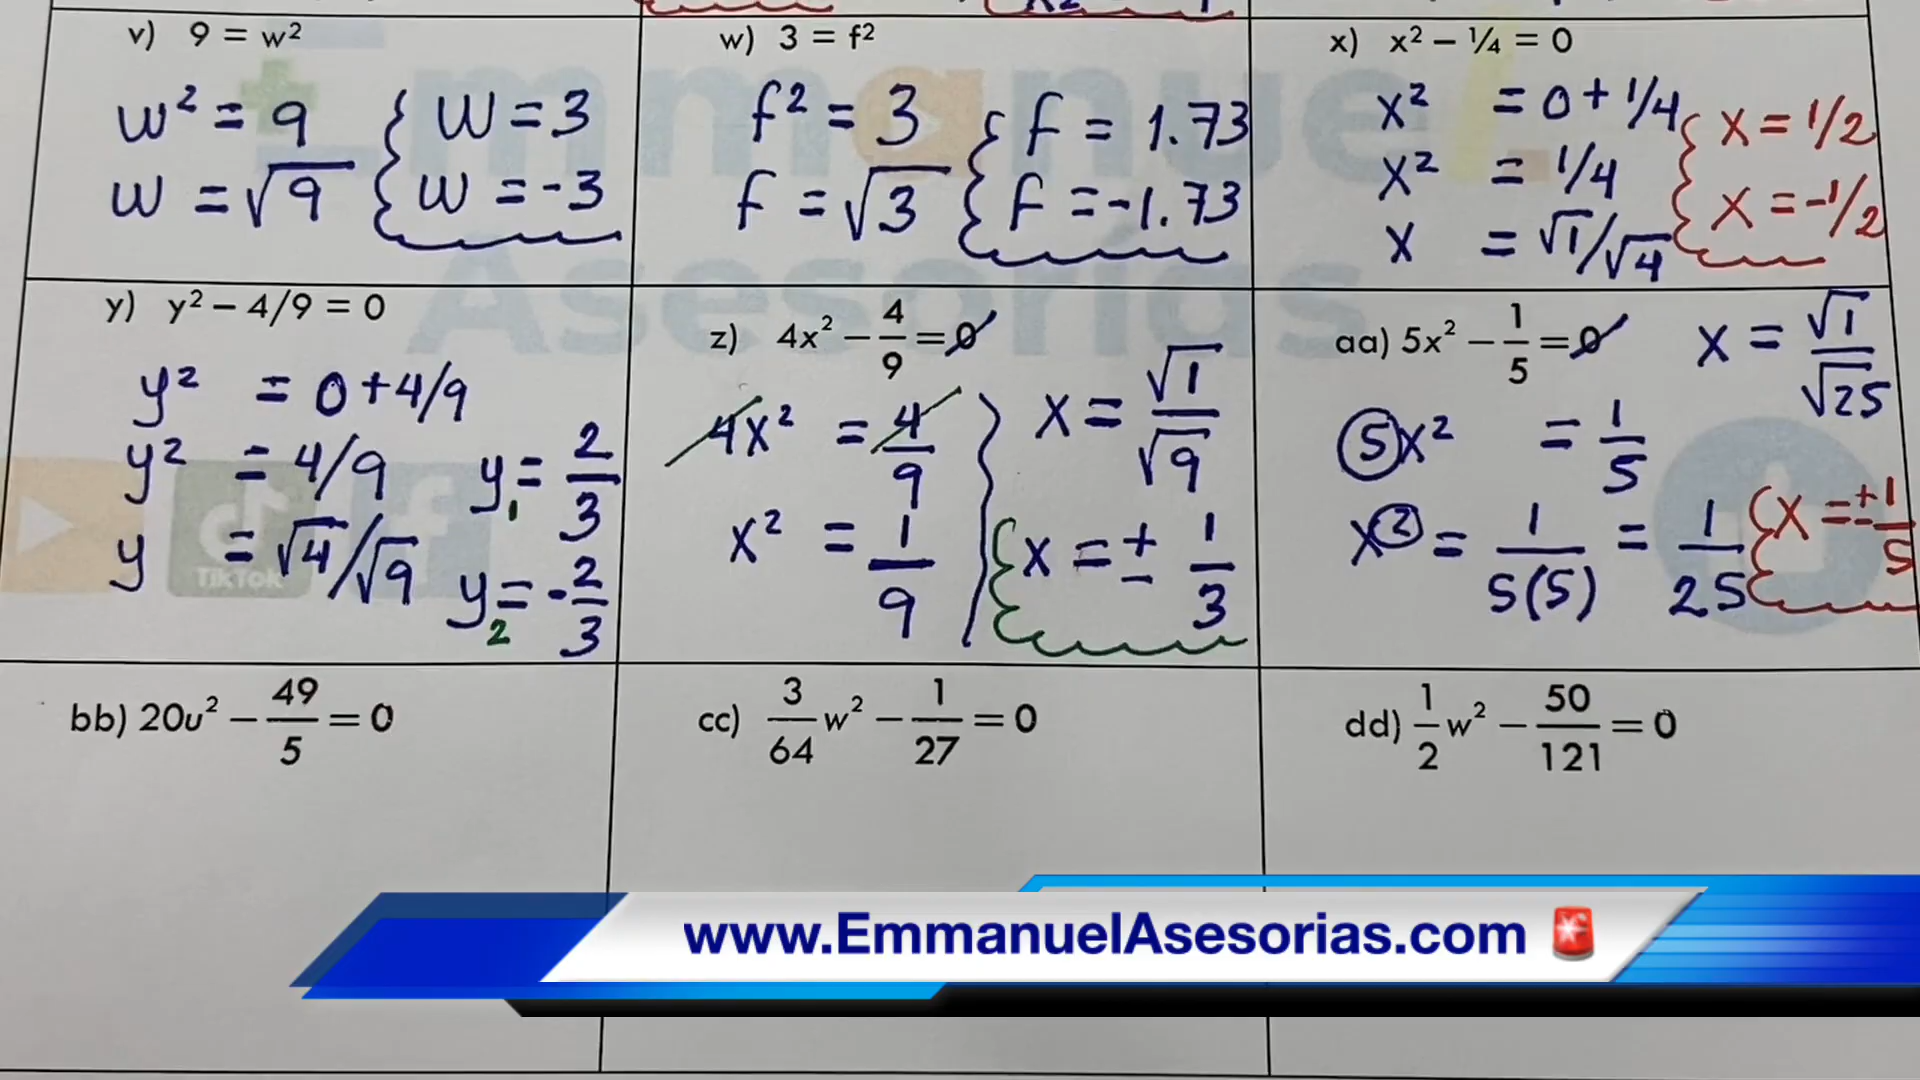 v) 9 = w²
w² = 9
w = √9
w = 3
w = -3
w) 3 = f²
f² = 3
f = √3
f = 1.73
f = -1.73
x) x² – ¼ = 0
x² = 0 + 1/4
x² = 1/4
x = √1/√4
x = 1/2
x = -1/2
y) y² – 4/9 = 0
y² = 0 + 4/9
y² = 4/9
y = √4/√9
y₁ = 2/3
y₂ = -2/3
z) 4x² – 4/9 = 0
4x² = 4/9
x² = 1/9
x = √1/√9
x = ± 1/3
aa) 5x² – 1/5 = 0
5x² = 1/5
x² = 1/5(5) = 1/25
x = √1/√25
x = ±1/5
bb) 20u² – 49/5 = 0
cc) 3/64 w² – 1/27 = 0
dd) 1/2 w² – 50/121 = 0
Emmanuel
Asesorías
TikTok
www.EmmanuelAsesorias.com